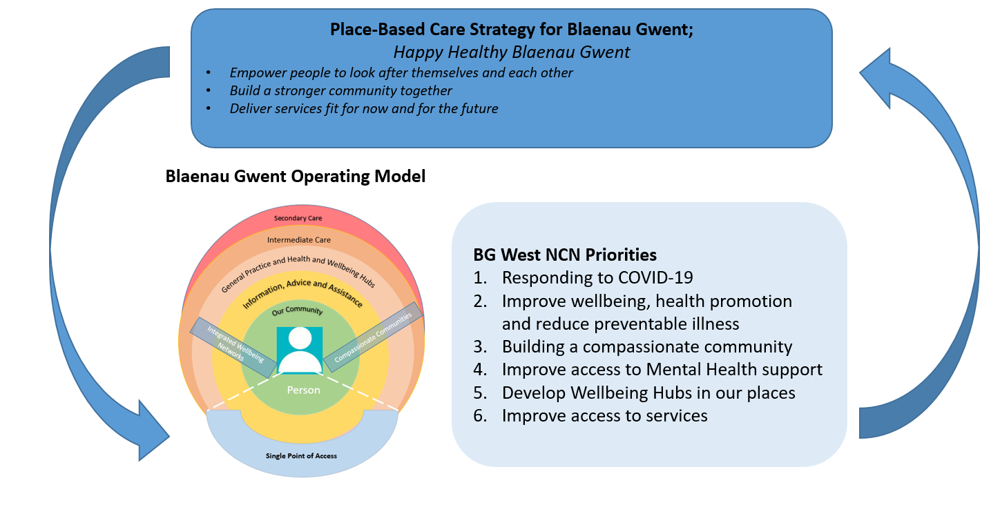 Place-Based Care Strategy for Blaenau Gwent;
Happy Healthy Blaenau Gwent
• Empower people to look after themselves and each other
• Build a stronger community together
• Deliver services fit for now and for the future
Blaenau Gwent Operating Model
Secondary Care
Intermediate Care
General Practice and Health and Wellbeing Hubs
Information, Advice and Assistance
Our Community
Integrated Wellbeing
Networks
Compassionate Communities
Person
Single Point of Access
BG West NCN Priorities
1. Responding to COVID-19
2. Improve wellbeing, health promotion
and reduce preventable illness
3. Building a compassionate community
4. Improve access to Mental Health support
5. Develop Wellbeing Hubs in our places
6. Improve access to services